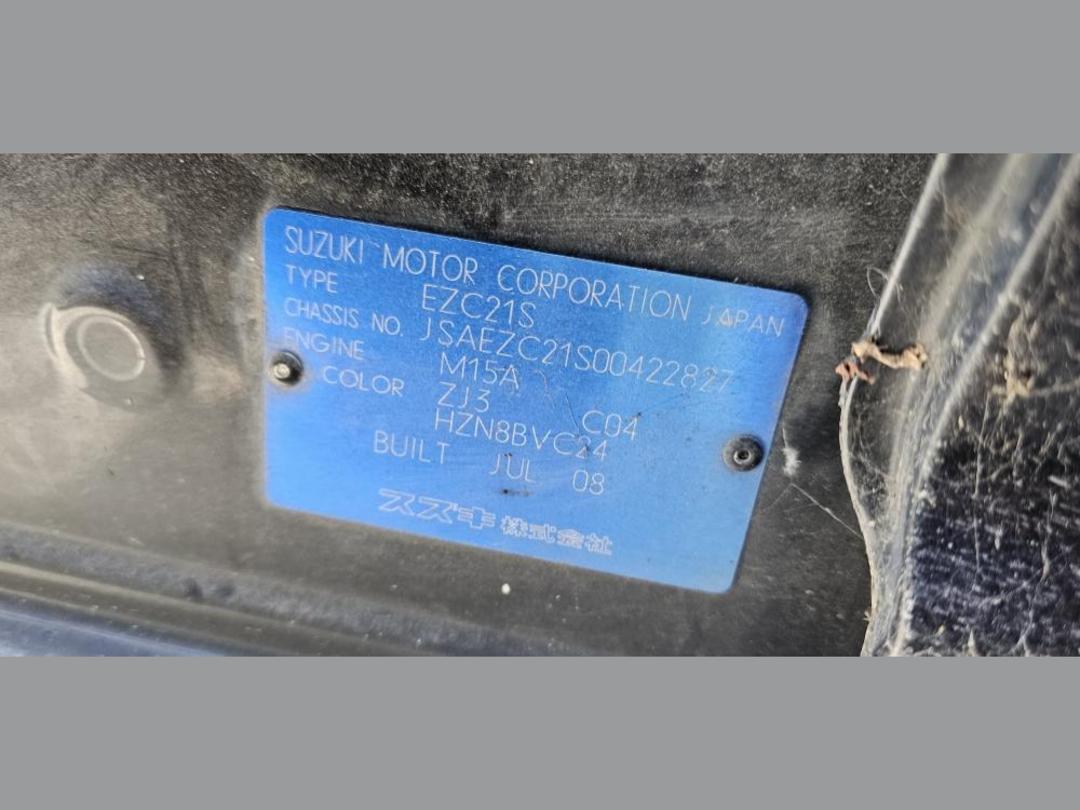 SUZUKI MOTOR CORPORATION JAPAN
TYPE EZC21S
CHASSIS NO. JSAEZC21S00422827
ENGINE M15A
COLOR ZJ3 C04
HZN8BVC24
BUILT JUL 08
スズキ株式会社